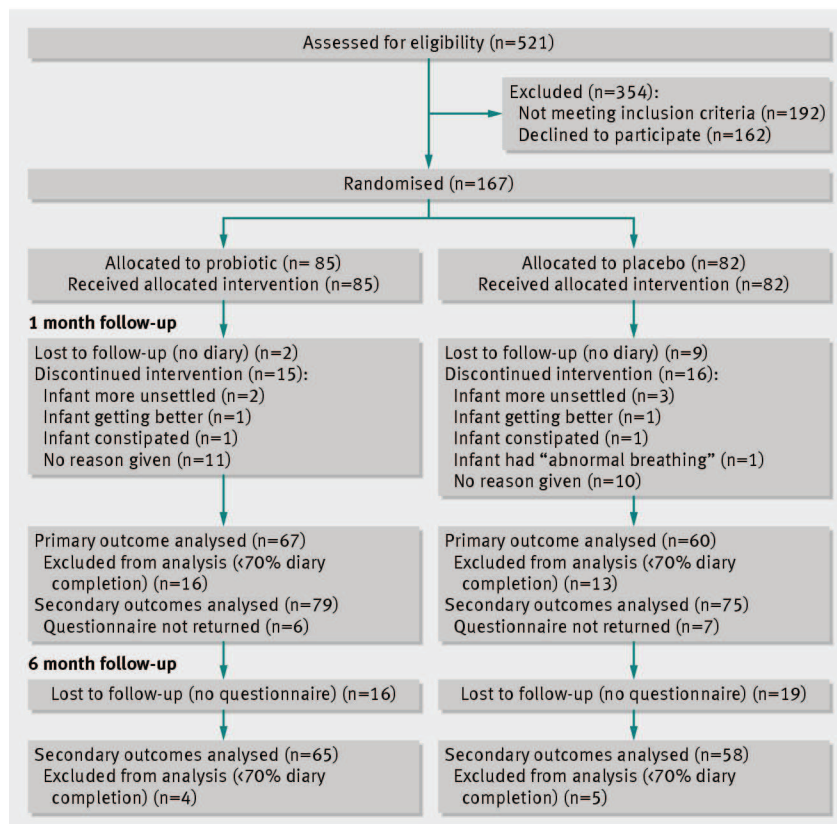 Assessed for eligibility (n=521)
Excluded (n=354):
Not meeting inclusion criteria (n=192)
Declined to participate (n=162)
Randomised (n=167)
Allocated to probiotic (n= 85)
Received allocated intervention (n=85)
Allocated to placebo (n=82)
Received allocated intervention (n=82)
1 month follow-up
Lost to follow-up (no diary) (n=2)
Discontinued intervention (n=15):
Infant more unsettled (n=2)
Infant getting better (n=1)
Infant constipated (n=1)
No reason given (n=11)
Lost to follow-up (no diary) (n=9)
Discontinued intervention (n=16):
Infant more unsettled (n=3)
Infant getting better (n=1)
Infant constipated (n=1)
Infant had “abnormal breathing” (n=1)
No reason given (n=10)
Primary outcome analysed (n=67)
Excluded from analysis (<70% diary
completion) (n=16)
Secondary outcomes analysed (n=79)
Questionnaire not returned (n=6)
Primary outcome analysed (n=60)
Excluded from analysis (<70% diary
completion) (n=13)
Secondary outcomes analysed (n=75)
Questionnaire not returned (n=7)
6 month follow-up
Lost to follow-up (no questionnaire) (n=16)
Lost to follow-up (no questionnaire) (n=19)
Secondary outcomes analysed (n=65)
Excluded from analysis (<70% diary
completion) (n=4)
Secondary outcomes analysed (n=58)
Excluded from analysis (<70% diary
completion) (n=5)